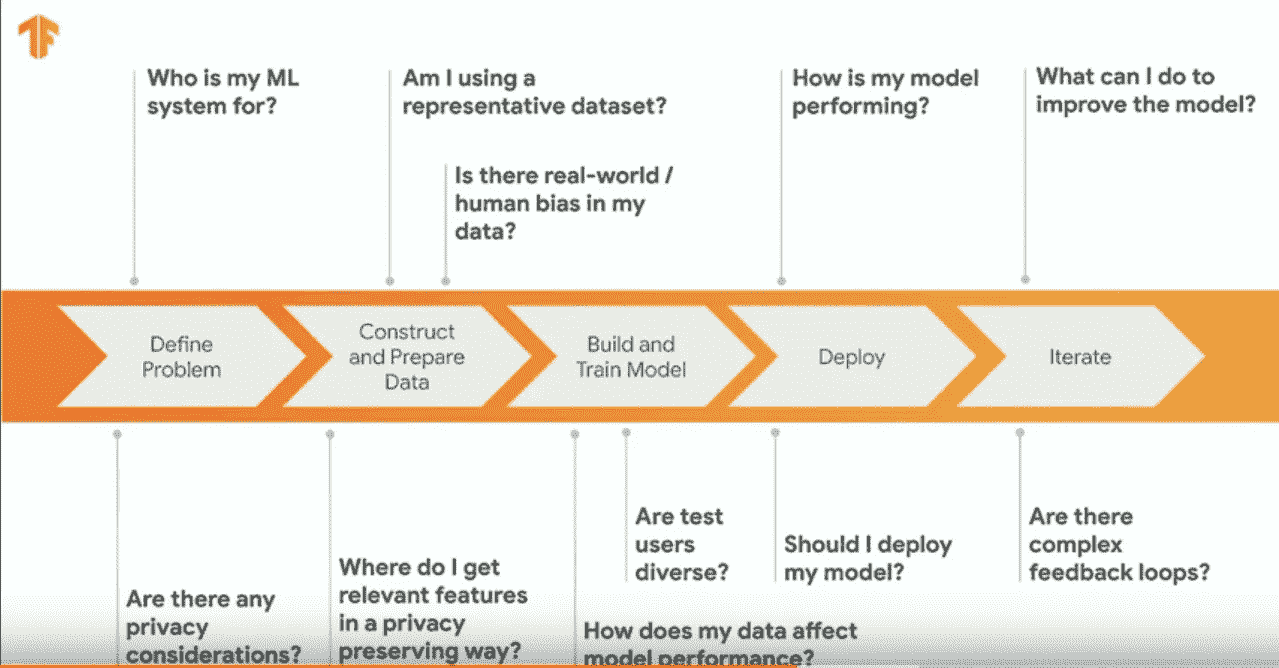 Who is my ML
system for?
Am I using a
representative dataset?
Is there real-world /
human bias in my
data?
How is my model
performing?
What can I do to
improve the model?
Define
Problem
Construct
and Prepare
Data
Build and
Train Model
Deploy
Iterate
Are there any
privacy
considerations?
Where do I get
relevant features
in a privacy
preserving way?
How does my data affect
model performance?
Are test
users
diverse?
Should I deploy
my model?
Are there
complex
feedback loops?